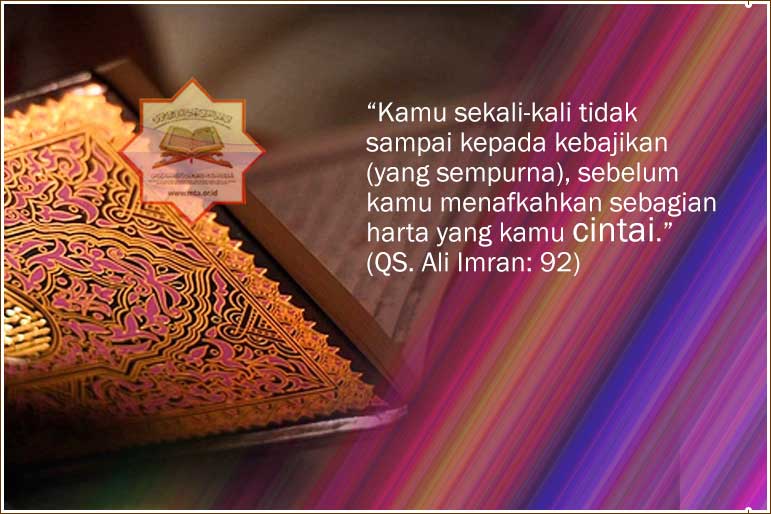 www.mta.or.id
“Kamu sekali-kali tidak
sampai kepada kebajikan
(yang sempurna), sebelum
kamu menafkahkan sebagian
harta yang kamu cintai.”
(QS. Ali Imran: 92)